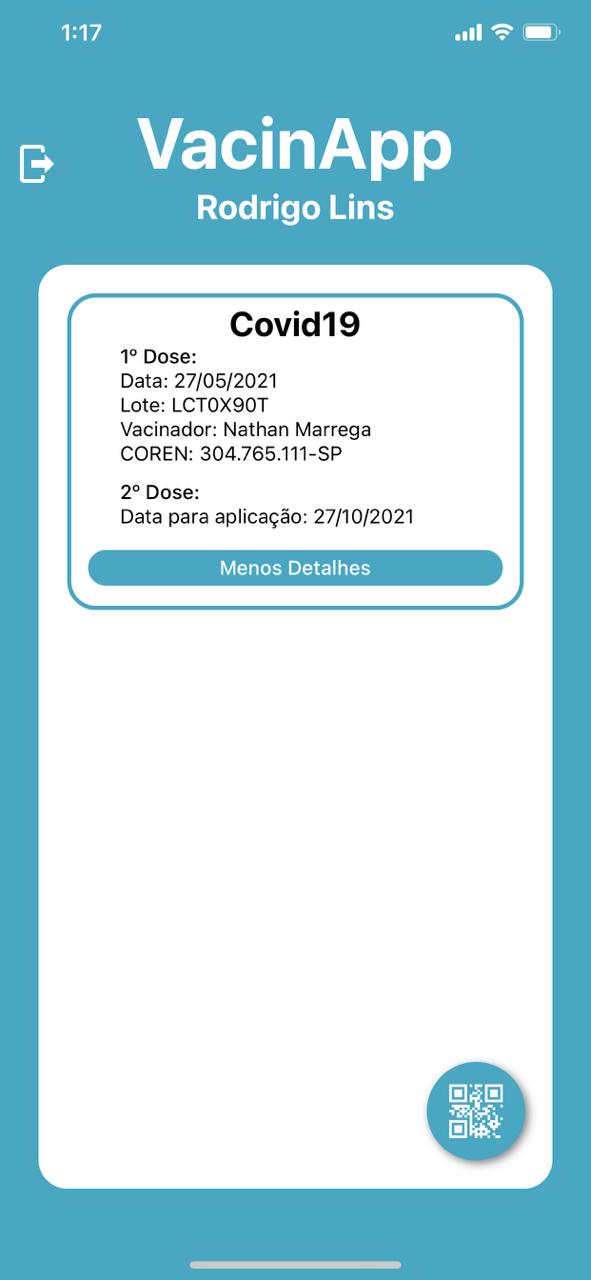 1:17
VacinApp
Rodrigo Lins
Covid19
1º Dose:
Data: 27/05/2021
Lote: LCT0X90T
Vacinador: Nathan Marrega
COREN: 304.765.111-SP
2º Dose:
Data para aplicação: 27/10/2021
Menos Detalhes